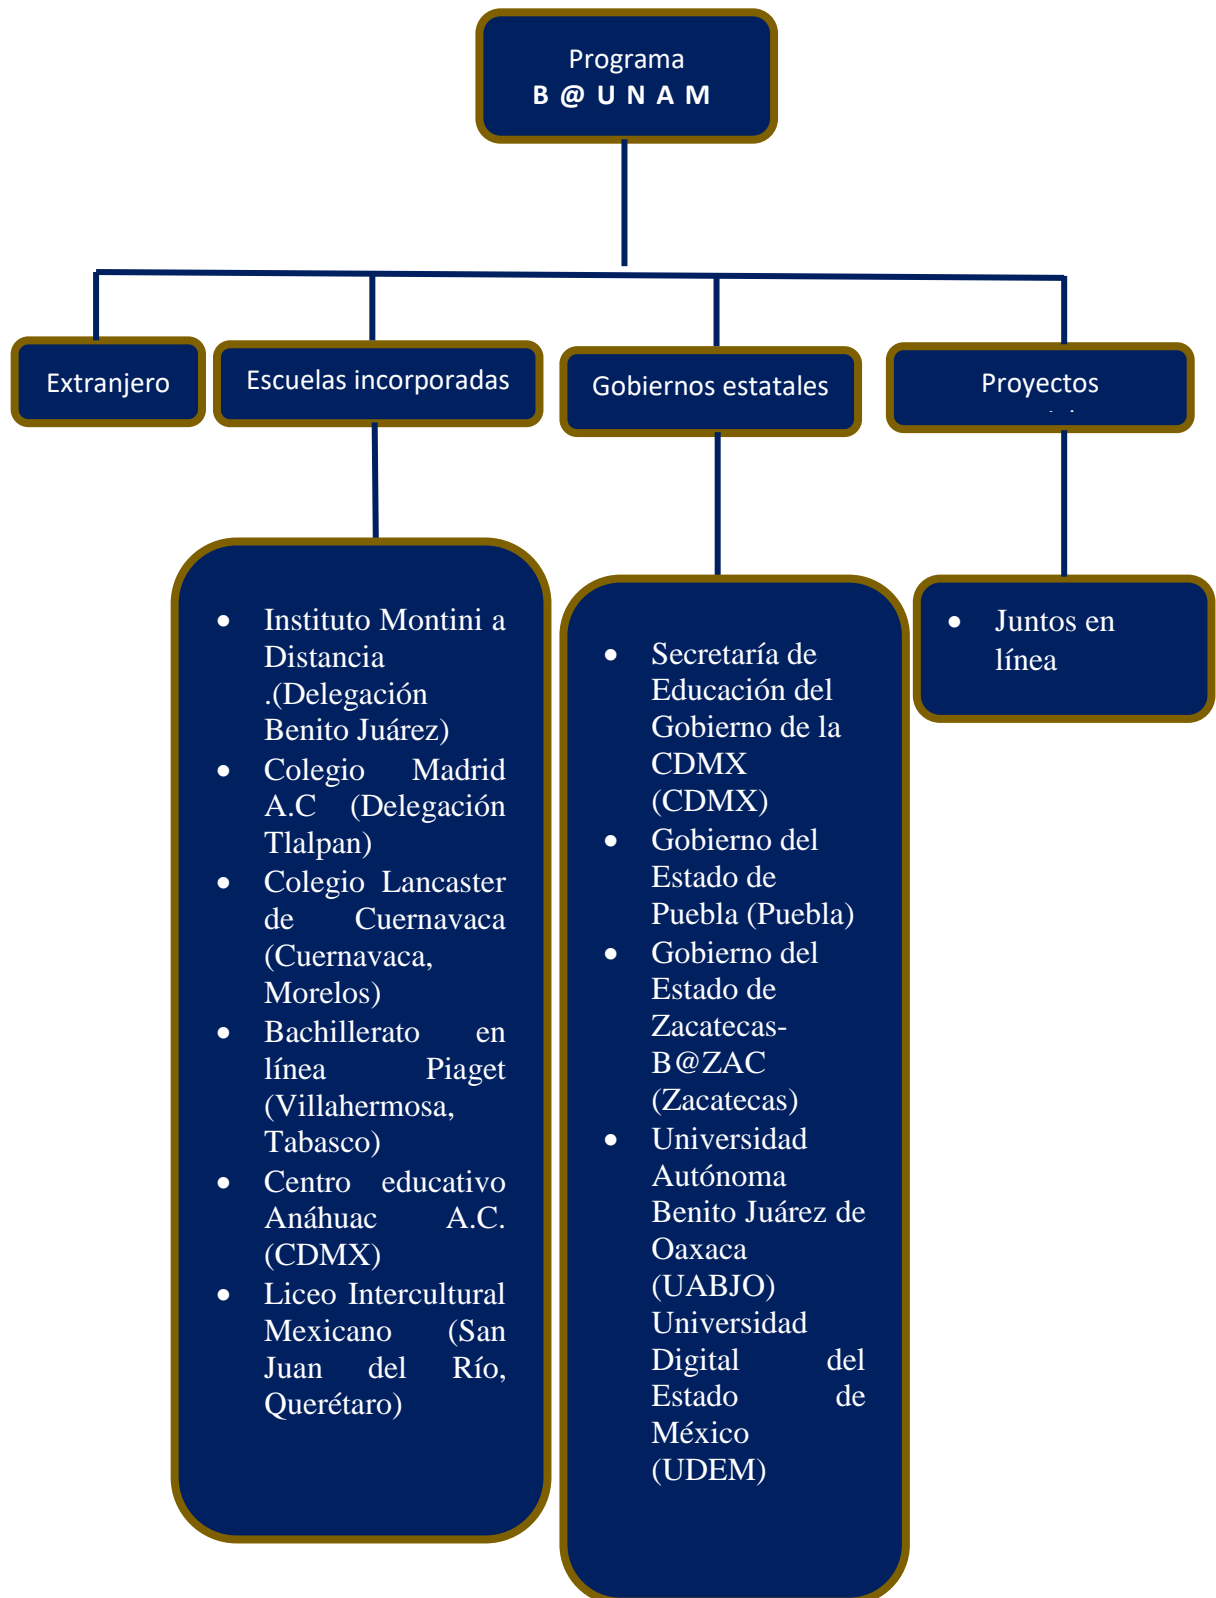 Programa
B @ U N A M
Extranjero
Escuelas incorporadas
Gobiernos estatales
Proyectos
• Instituto Montini a
Distancia
.(Delegación
Benito Juárez)
• Colegio Madrid
A.C (Delegación
Tlalpan)
• Colegio Lancaster
de Cuernavaca
(Cuernavaca,
Morelos)
• Bachillerato en
línea Piaget
(Villahermosa,
Tabasco)
• Centro educativo
Anáhuac A.C.
(CDMX)
• Liceo Intercultural
Mexicano (San
Juan del Río,
Querétaro)
• Secretaría de
Educación del
Gobierno de la
CDMX
(CDMX)
• Gobierno del
Estado de
Puebla (Puebla)
• Gobierno del
Estado de
Zacatecas-
B@ZAC
(Zacatecas)
• Universidad
Autónoma
Benito Juárez de
Oaxaca
(UABJO)
Universidad
Digital del
Estado de
México
(UDEM)
• Juntos en
línea